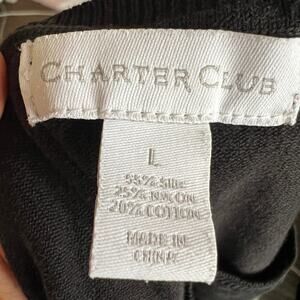 CHARTER CLUB
L
55% SILK
25% NYLON
20% COTTON
MADE IN
CHINA